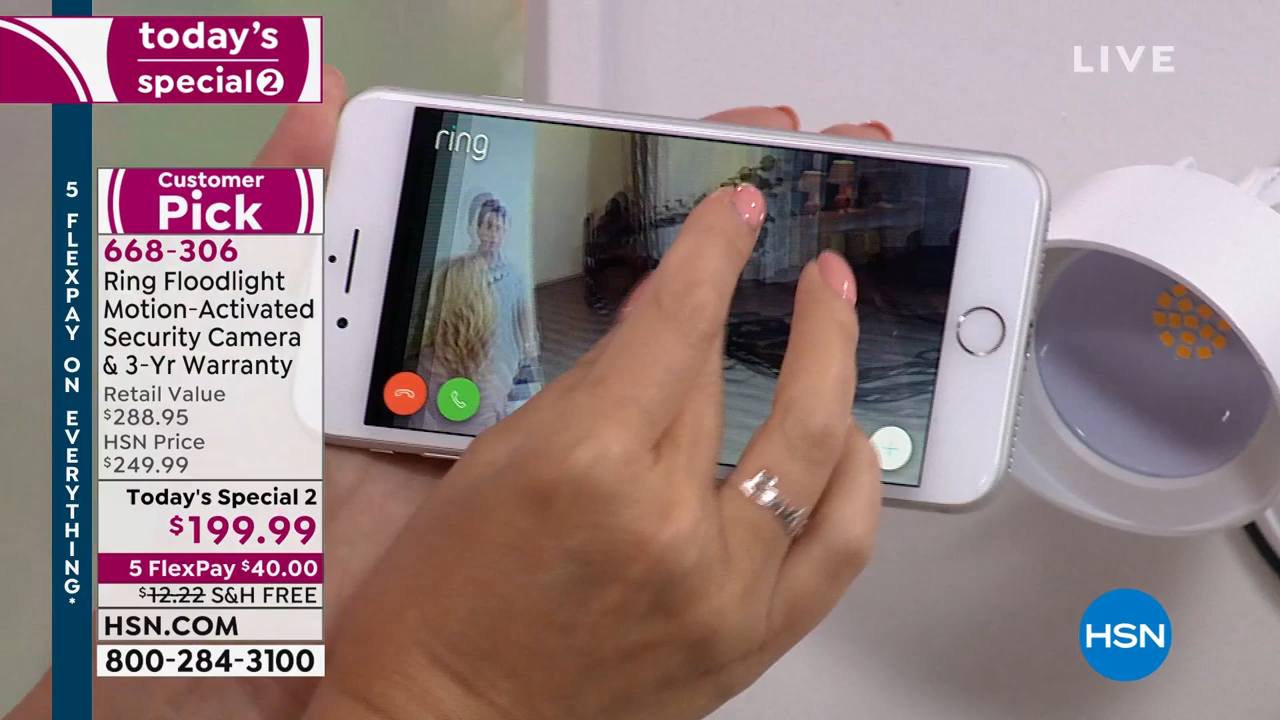 today's
special 2
LIVE
5 FLEXPAY ON EVERYTHING.*
Customer
Pick
668-306
Ring Floodlight
Motion-Activated
Security Camera
& 3-Yr Warranty
Retail Value
$288.95
HSN Price
$249.99
Today's Special 2
$199.99
5 FlexPay $40.00
$12.22 S&H FREE
HSN.COM
800-284-3100
ring
HSN